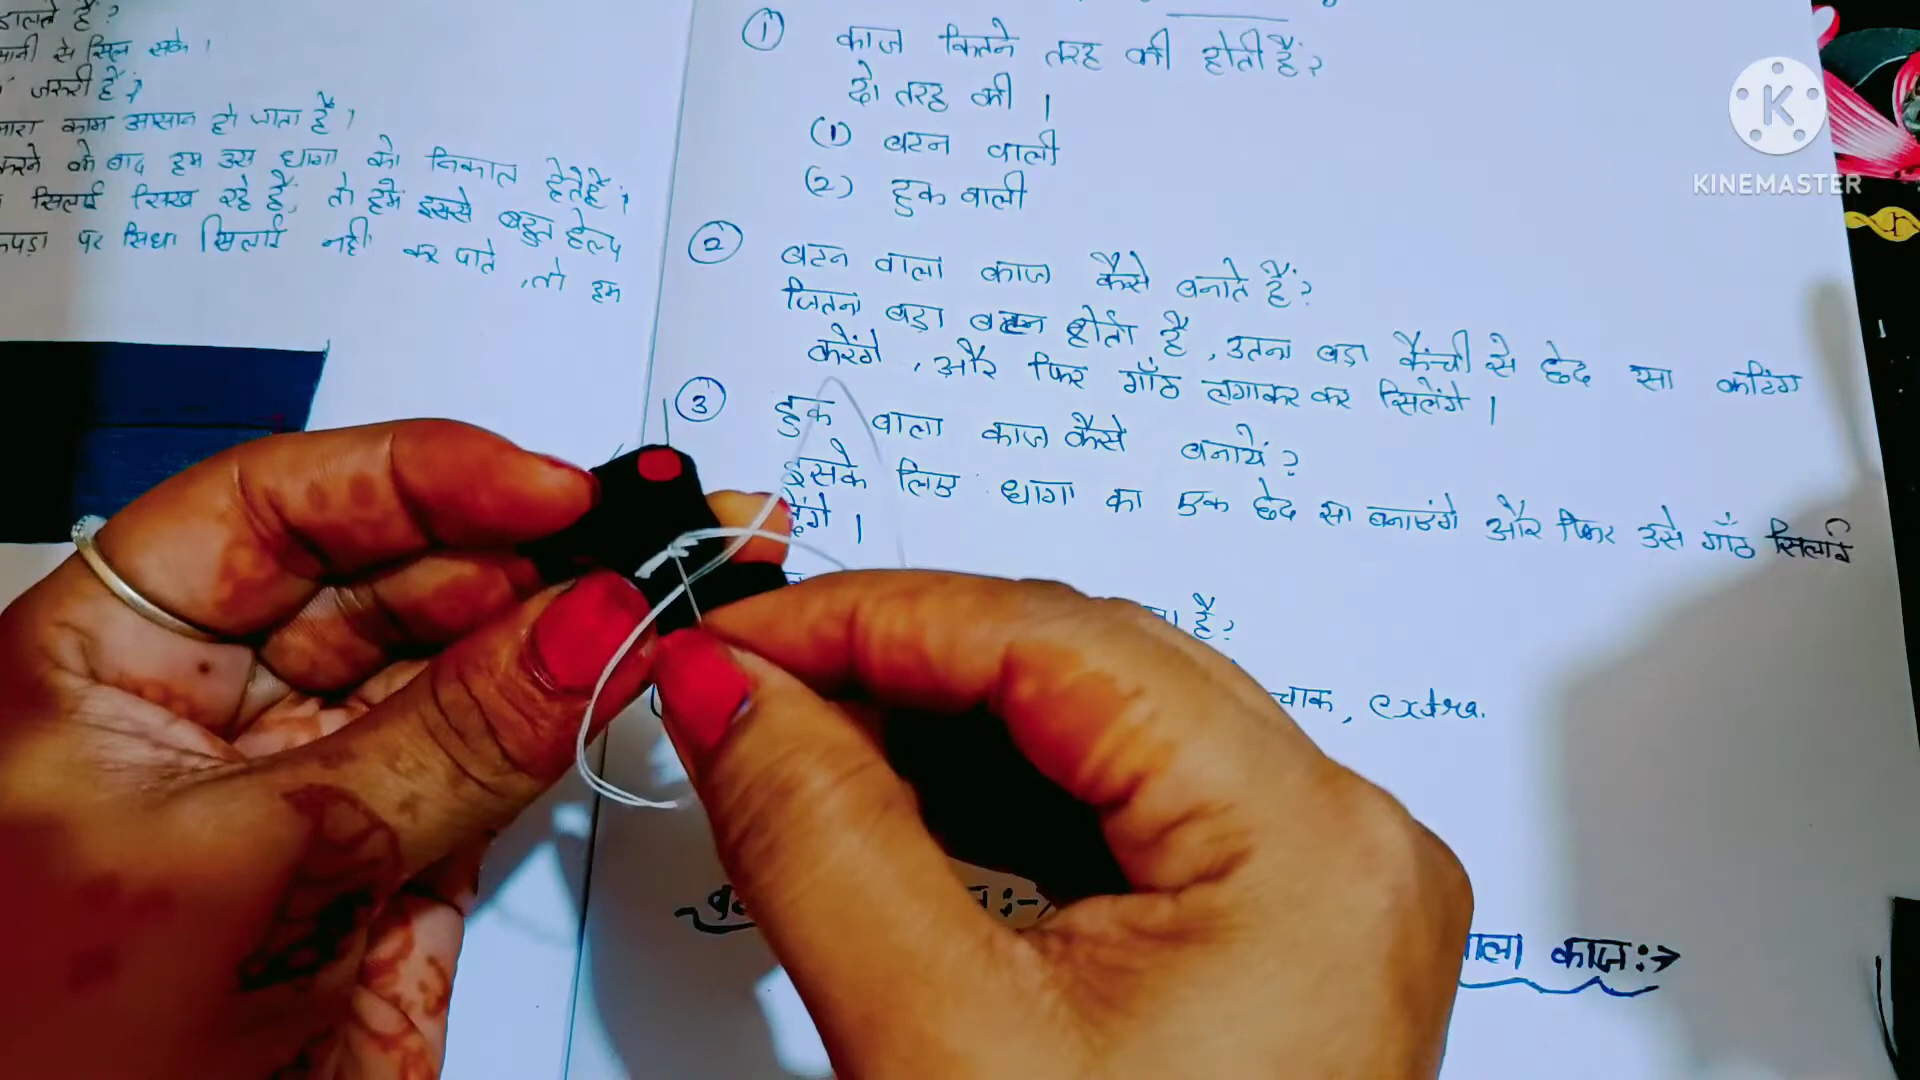 डालते हैं?
से सिल सके।
जरूरी है?
काम आसान हो जाता है।
करने के बाद हम उस धागा को निकाल देते हैं।
सिलाई सिख रहे हैं, तो हमें इससे बहुत हेल्प
पर सिधा सिलाई नहीं कर पाते, तो हम
① काज कितने तरह की होती हैं?
दो तरह की।
(1) बटन वाली
(2) हुक वाली
② बटन वाला काज कैसे बनाते हैं?
जितना बड़ा बटन होता है, उतना बड़ा कैंची से छेद सा कटिंग
करेंगे, और फिर गाँठ लगाकर कर सिलेंगे।
③ हुक वाला काज कैसे बनाये?
इसके लिए धागा का एक छेद सा बनाएंगे और फिर उसे गाँठ सिलाई
देंगे।
है?
चाक, extra.
काज:→
KINEMASTER